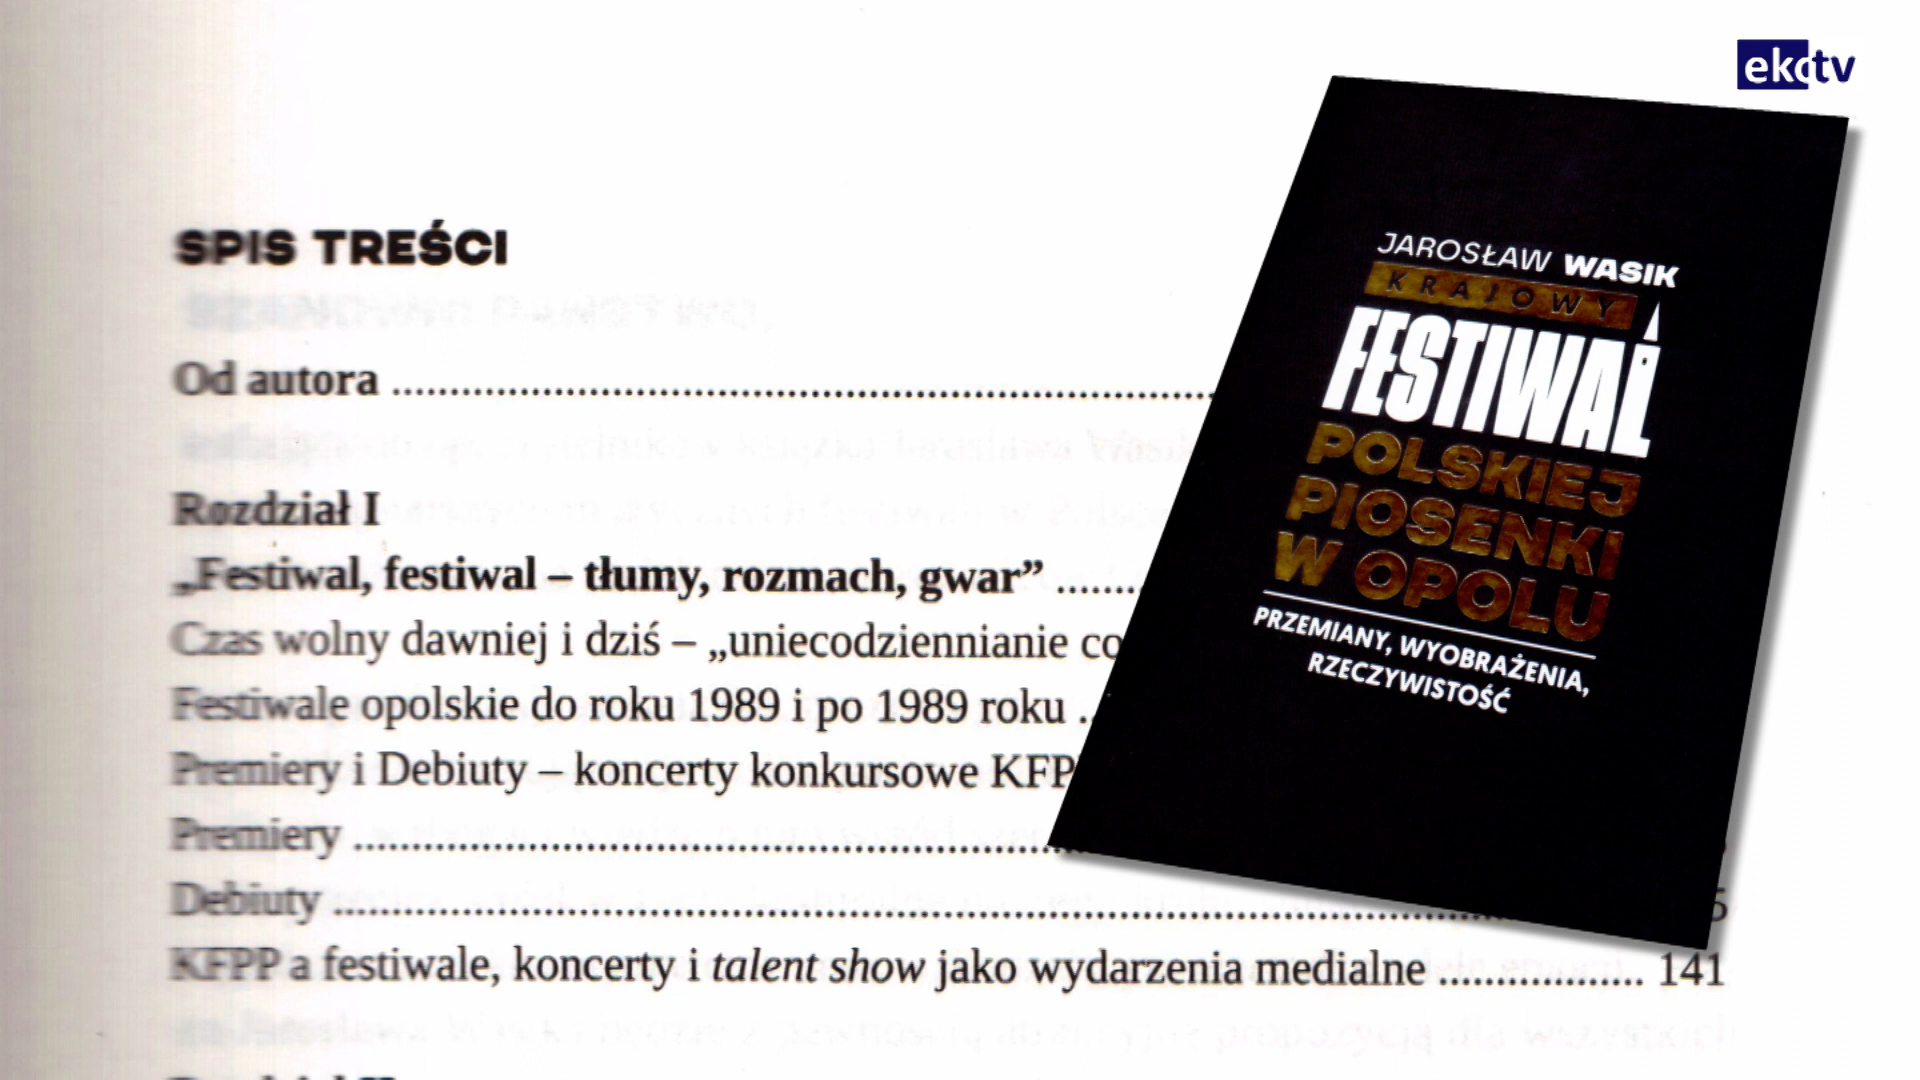 ekotv
SPIS TREŚCI
Od autora ........................................................
Rozdział I
„Festiwal, festiwal – tłumy, rozmach, gwar” .......
Czas wolny dawniej i dziś – „uniecodziennianie co
Festiwale opolskie do roku 1989 i po 1989 roku ..
Premiery i Debiuty – koncerty konkursowe KFP
Premiery ........................................................
Debiuty ........................................................ 5
KFPP a festiwale, koncerty i talent show jako wydarzenia medialne .................. 141
JAROSŁAW WASIK
KRAJOWY
FESTIWAL
POLSKIEJ
PIOSENKI
W OPOLU
PRZEMIANY, WYOBRAŻENIA,
RZECZYWISTOŚĆ